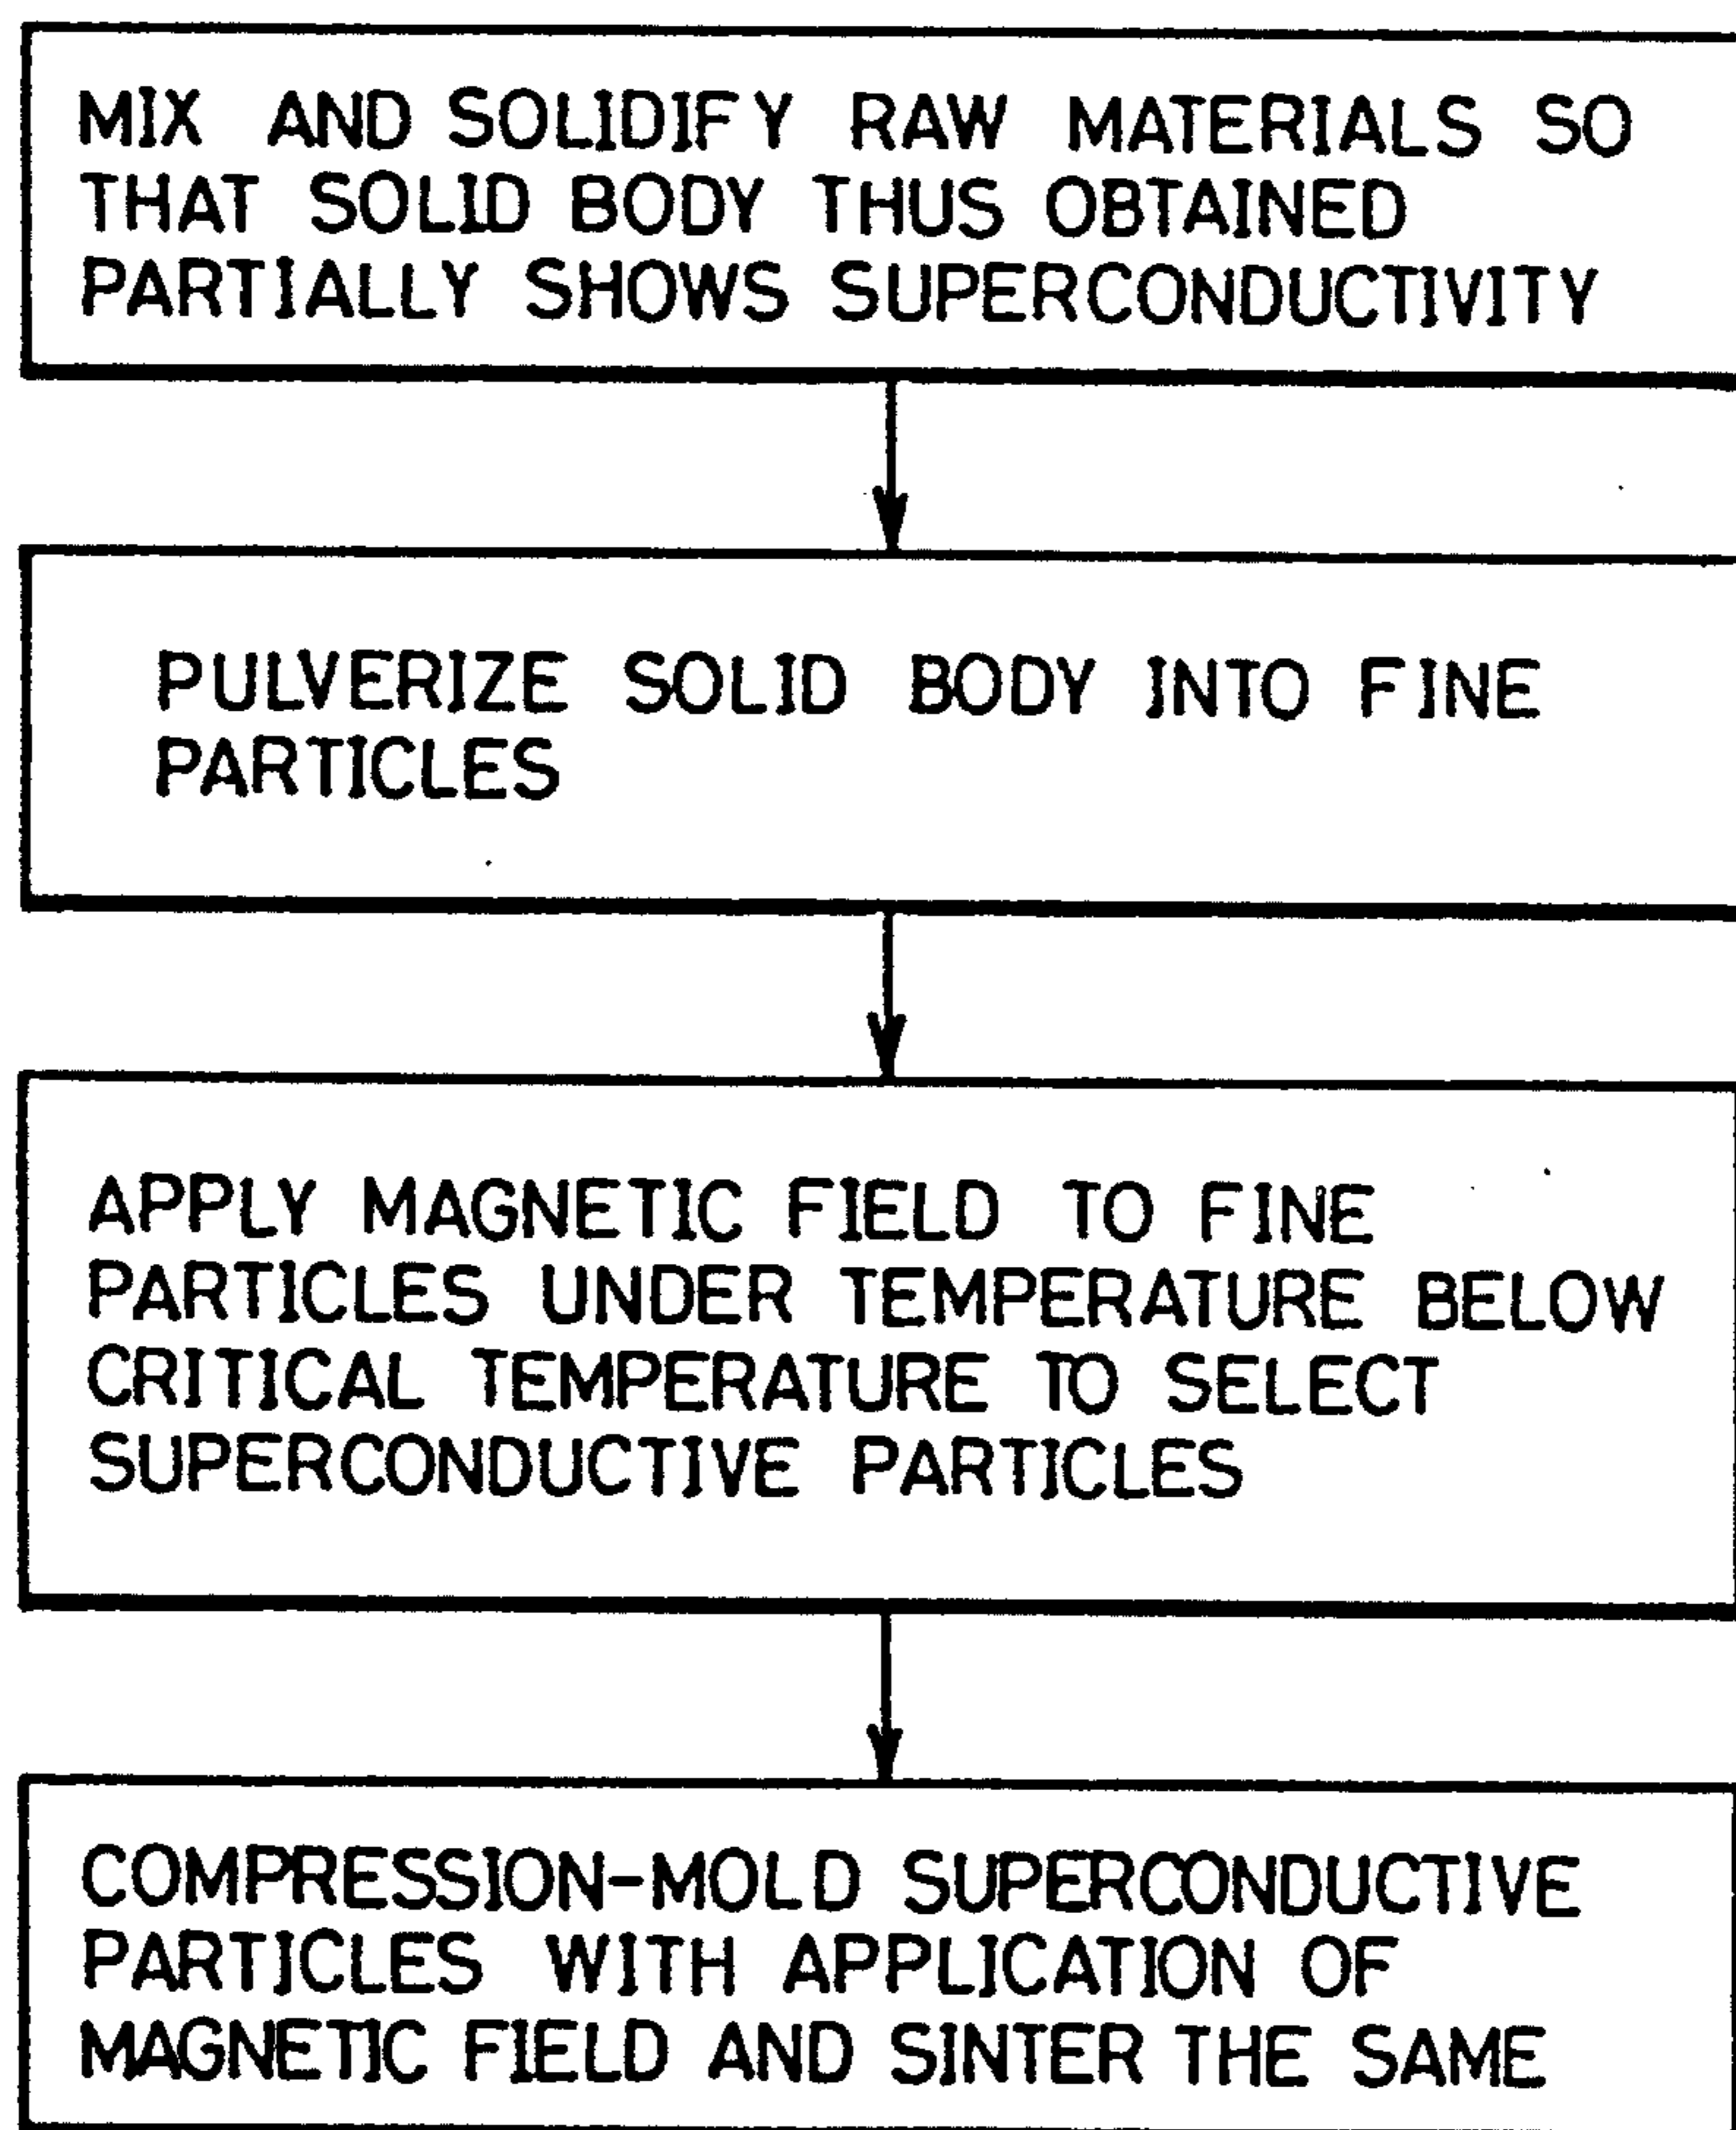 MIX AND SOLIDIFY RAW MATERIALS SO
THAT SOLID BODY THUS OBTAINED
PARTIALLY SHOWS SUPERCONDUCTIVITY
PULVERIZE SOLID BODY INTO FINE
PARTICLES
APPLY MAGNETIC FIELD TO FINE
PARTICLES UNDER TEMPERATURE BELOW
CRITICAL TEMPERATURE TO SELECT
SUPERCONDUCTIVE PARTICLES
COMPRESSION-MOLD SUPERCONDUCTIVE
PARTICLES WITH APPLICATION OF
MAGNETIC FIELD AND SINTER THE SAME